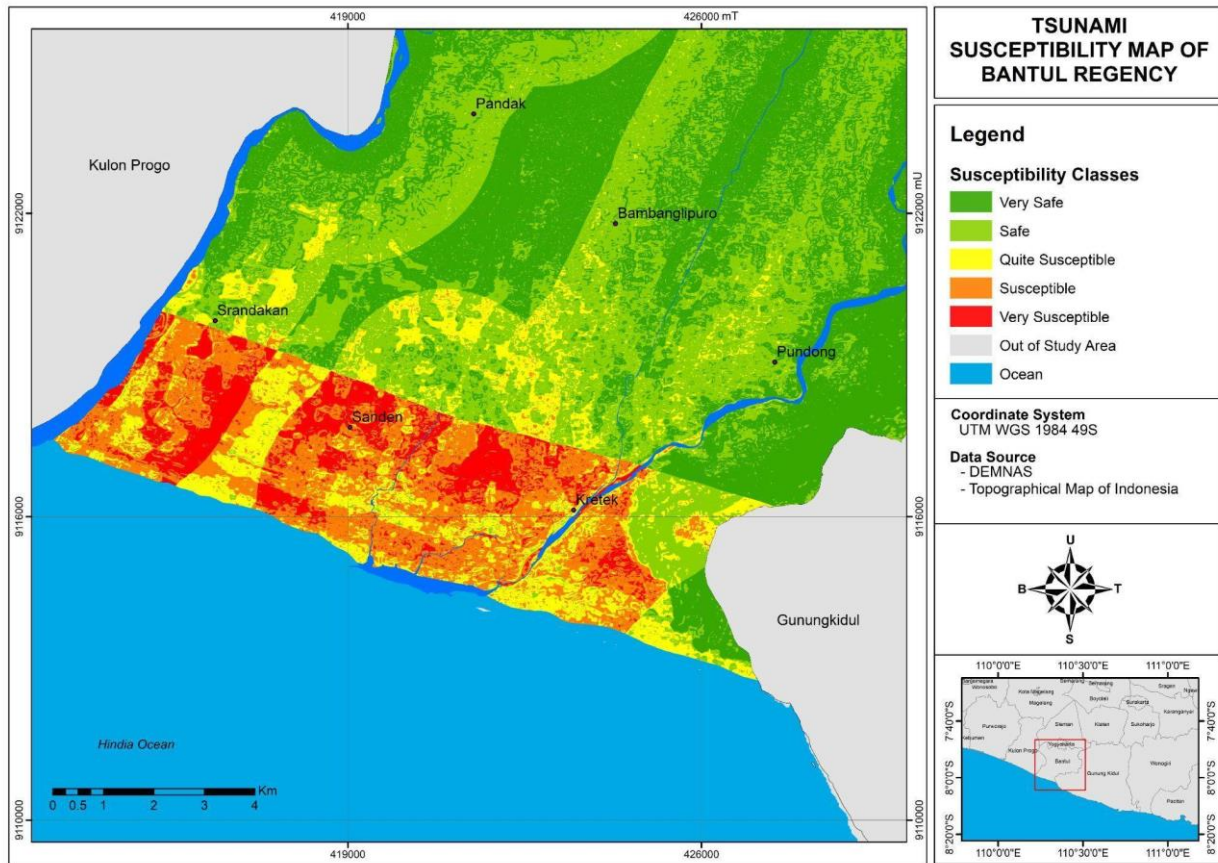 419000
426000 mT
Pandak
Kulon Progo
9122000 mU
9122000 mU
Bambanglipuro
Srandakan
Pundong
Sanden
Kretek
9116000
9116000
Gunungkidul
Hindia Ocean
Km
0 0.5 1 2 3 4
9110000
9110000
419000
426000
TSUNAMI
SUSCEPTIBILITY MAP OF
BANTUL REGENCY
Legend
Susceptibility Classes
Very Safe
Safe
Quite Susceptible
Susceptible
Very Susceptible
Out of Study Area
Ocean
Coordinate System
UTM WGS 1984 49S
Data Source
- DEMNAS
- Topographical Map of Indonesia
U
B
T
S
110°0'0"E 110°30'0"E 111°0'0"E
Semarang
Boyolali
Sragen
Magelang
Karanganyar
Purworejo
Sleman
Klaten
Sukoharjo
7°40'0"S
7°40'0"S
Kebumen
Yogyakarta
Kulon Progo
Bantul
Gunung Kidul
Wonogiri
8°0'0"S
8°0'0"S
Pacitan
8°20'0"S
8°20'0"S
110°0'0"E 110°30'0"E 111°0'0"E